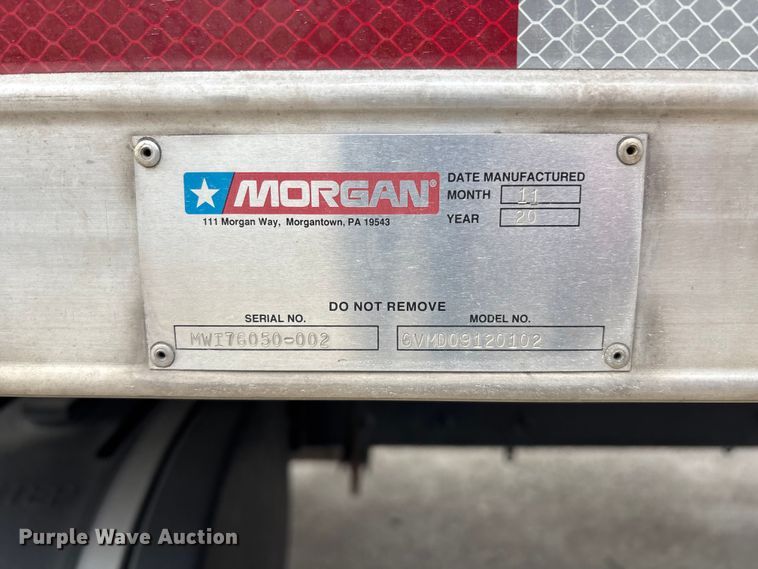 MORGAN®
111 Morgan Way, Morgantown, PA 19543
DATE MANUFACTURED
MONTH 11
YEAR 20
DO NOT REMOVE
SERIAL NO.
MWI76050-002
MODEL NO.
GVMD09120102
Purple Wave Auction